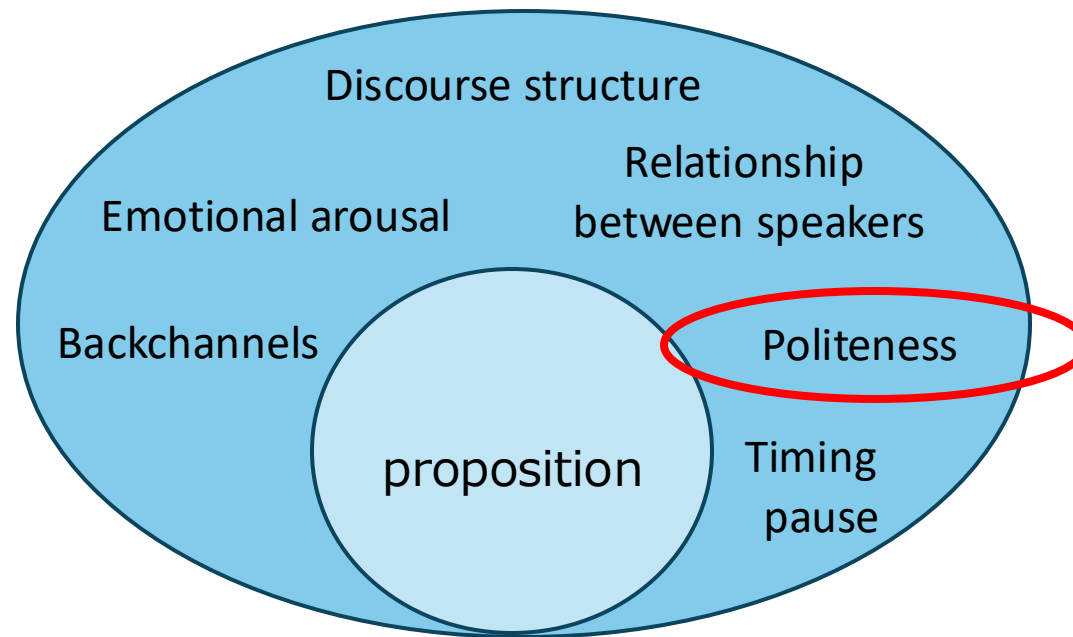 Discourse structure
Relationship
between speakers
Emotional arousal
Backchannels
Politeness
proposition
Timing
pause